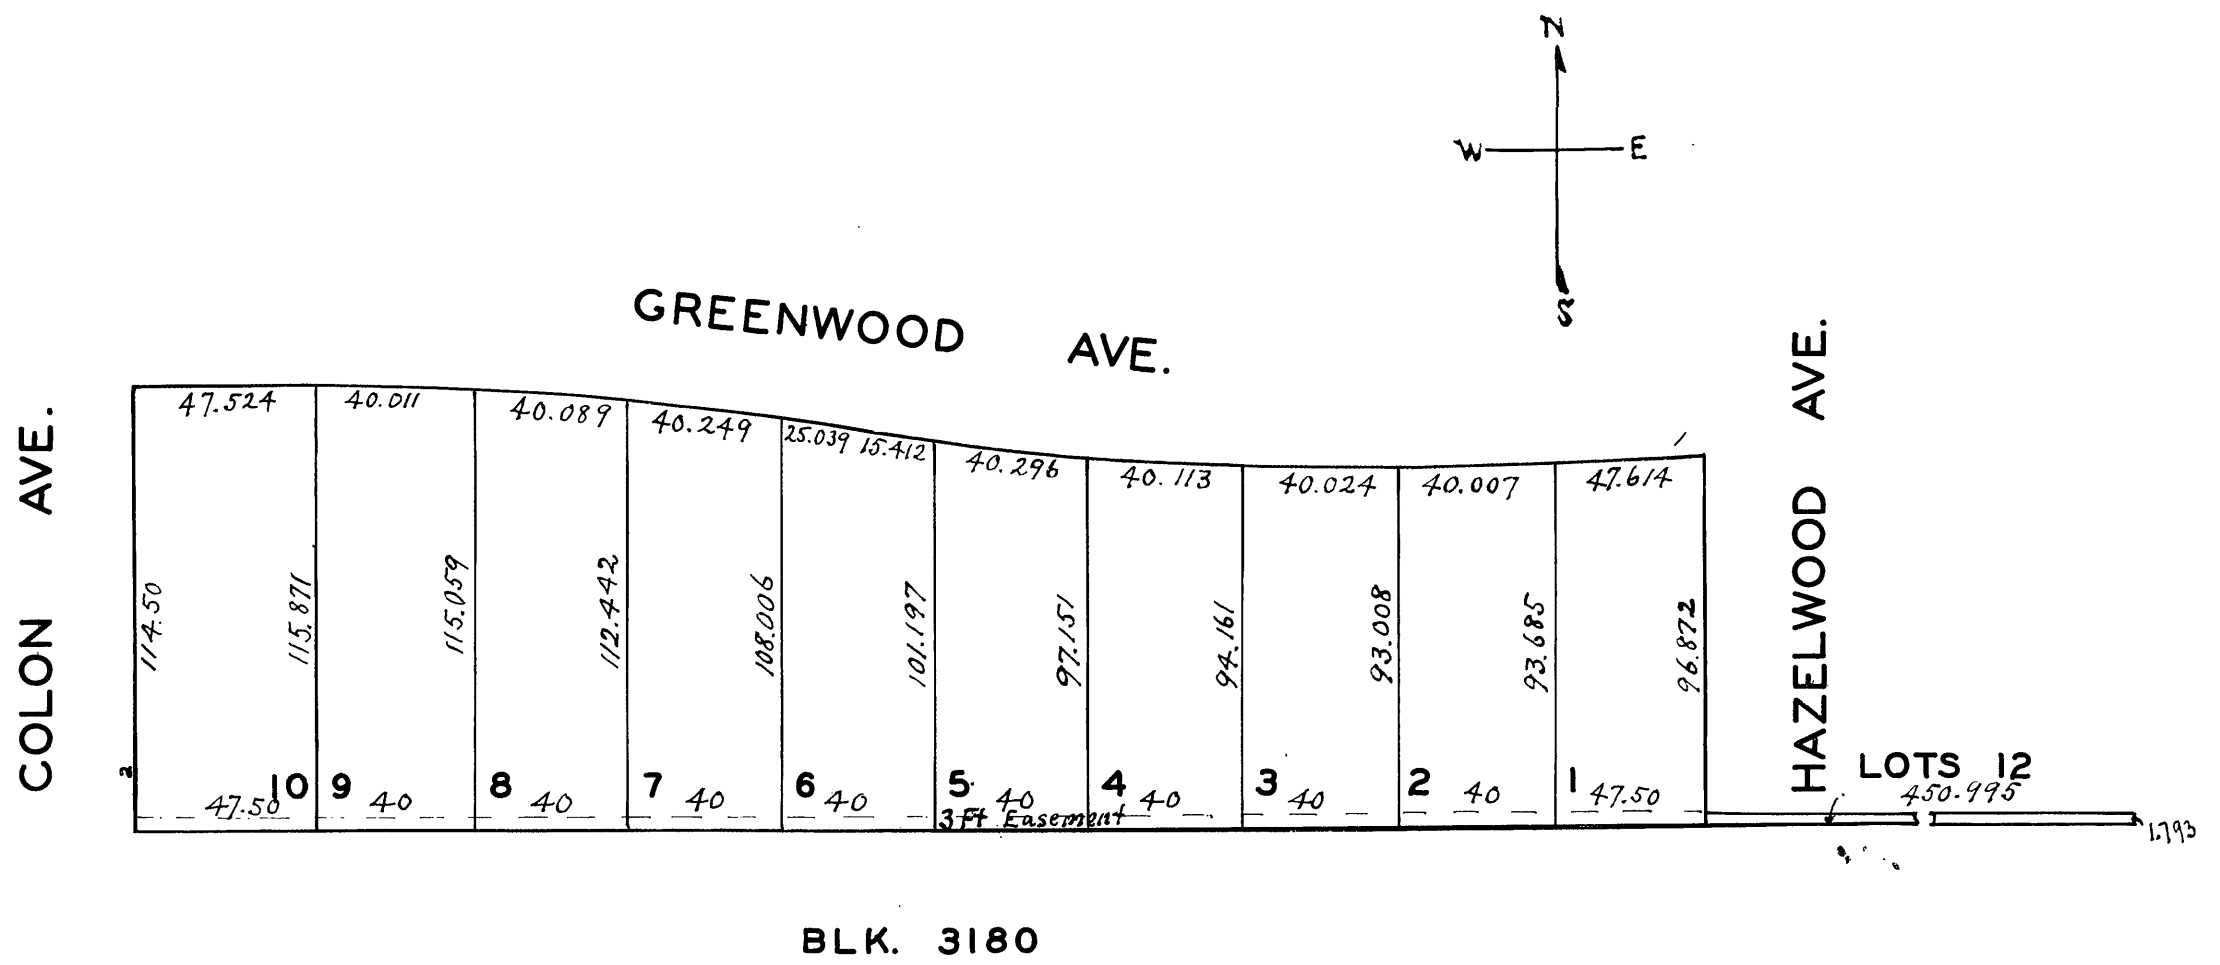 N
W E
S
GREENWOOD AVE.
COLON AVE.
HAZELWOOD AVE.
47.524 40.011 40.089 40.249 25.039 15.412 40.296 40.113 40.024 40.007 47.614
114.50 115.871 115.059 112.442 108.006 101.197 97.151 94.161 93.008 93.685 96.872
2
10 9 8 7 6 5 4 3 2 1
47.50 40 40 40 40 40 40 40 40 47.50
3 Ft Easement
LOTS 12
450.995
1.793
BLK. 3180